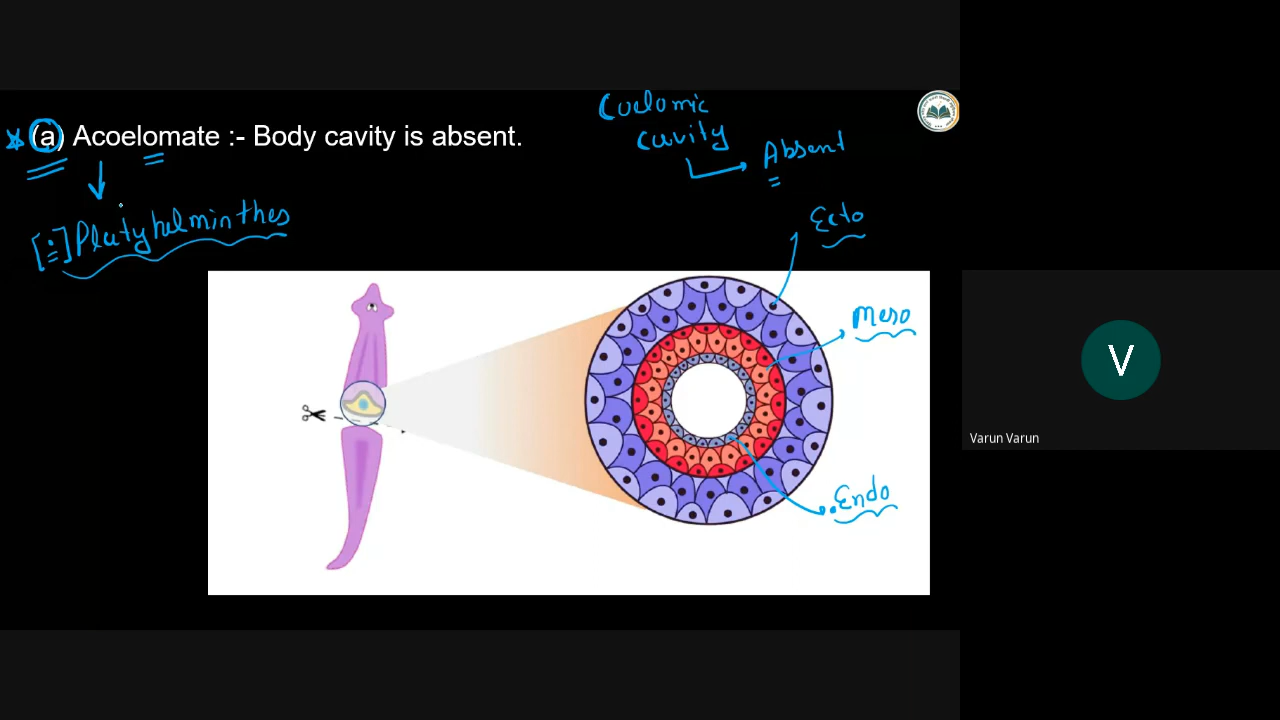 Coelomic
cavity
Absent
(a) Acoelomate :- Body cavity is absent.
[:] Platyhelminthes
Ecto
Meso
Endo
V
Varun Varun